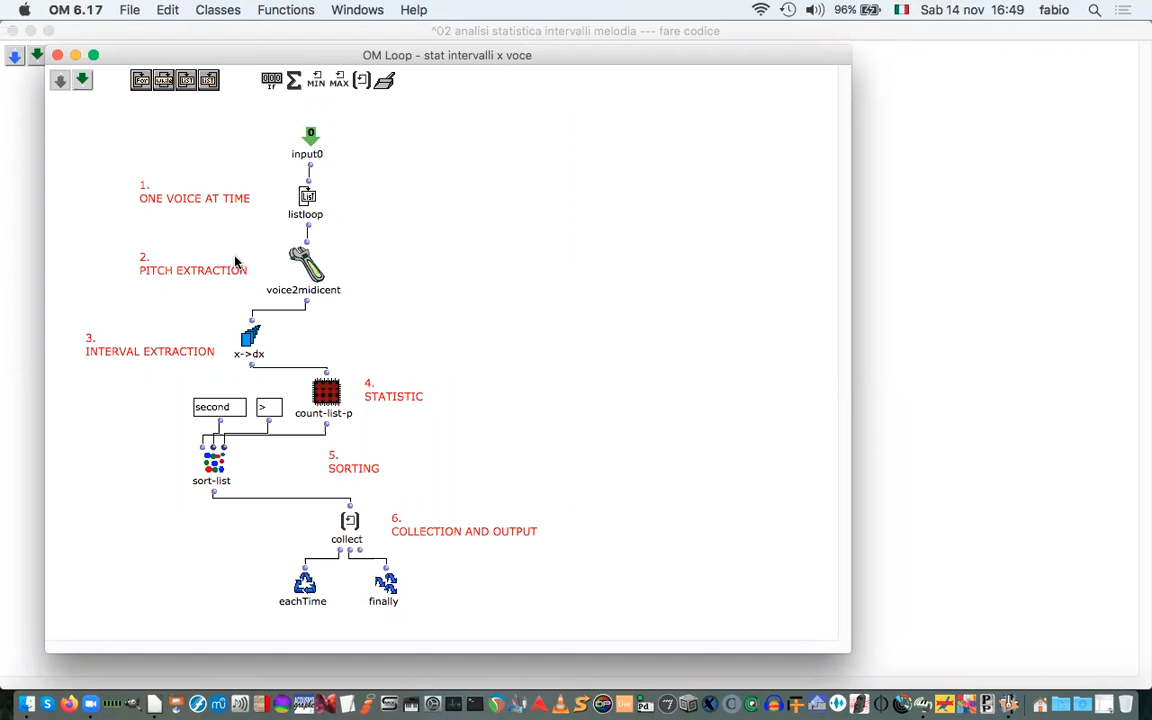 OM 6.17 File Edit Classes Functions Windows Help 96% Sab 14 nov 16:49 fabio
^02 analisi statistica intervalli melodia --- fare codice
OM Loop - stat intervalli x voce
MIN MAX
0
input0
1.
ONE VOICE AT TIME
List
listloop
2.
PITCH EXTRACTION
voice2midicent
3.
INTERVAL EXTRACTION
x->dx
4.
STATISTIC
second >
count-list-p
5.
SORTING
sort-list
6.
COLLECTION AND OUTPUT
collect
eachTime finally